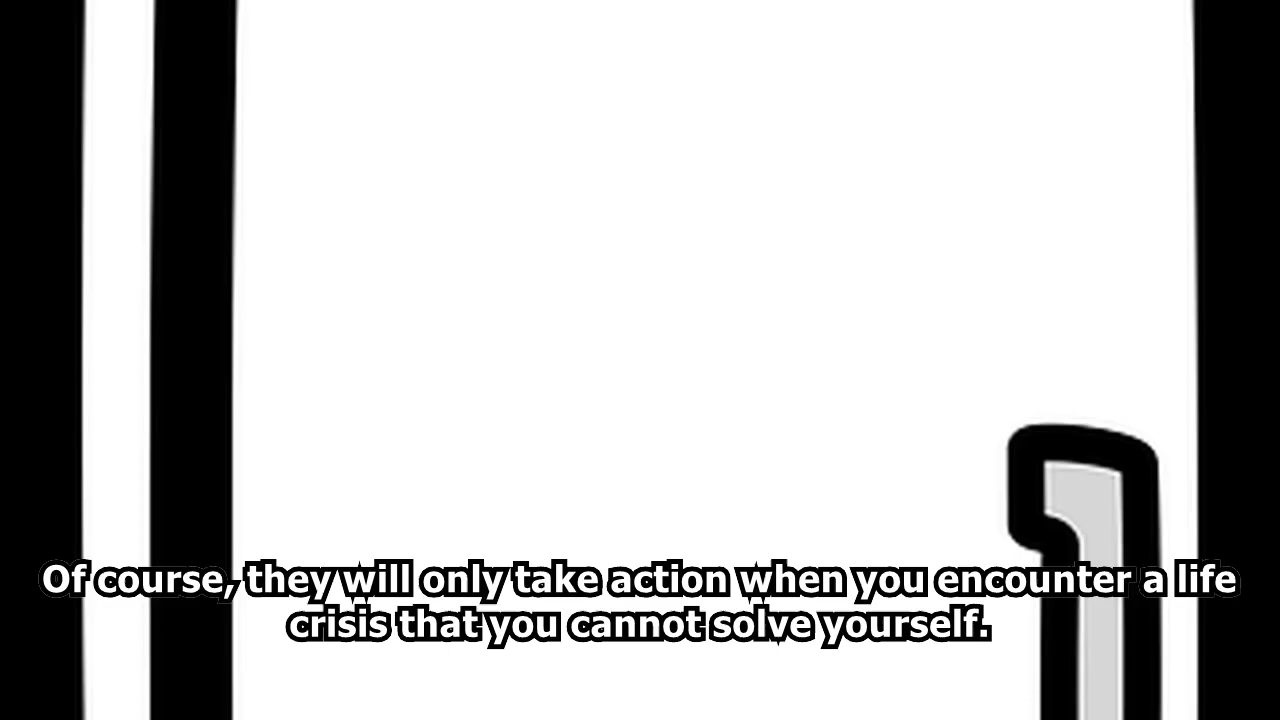 Of course, they will only take action when you encounter a life
crisis that you cannot solve yourself.